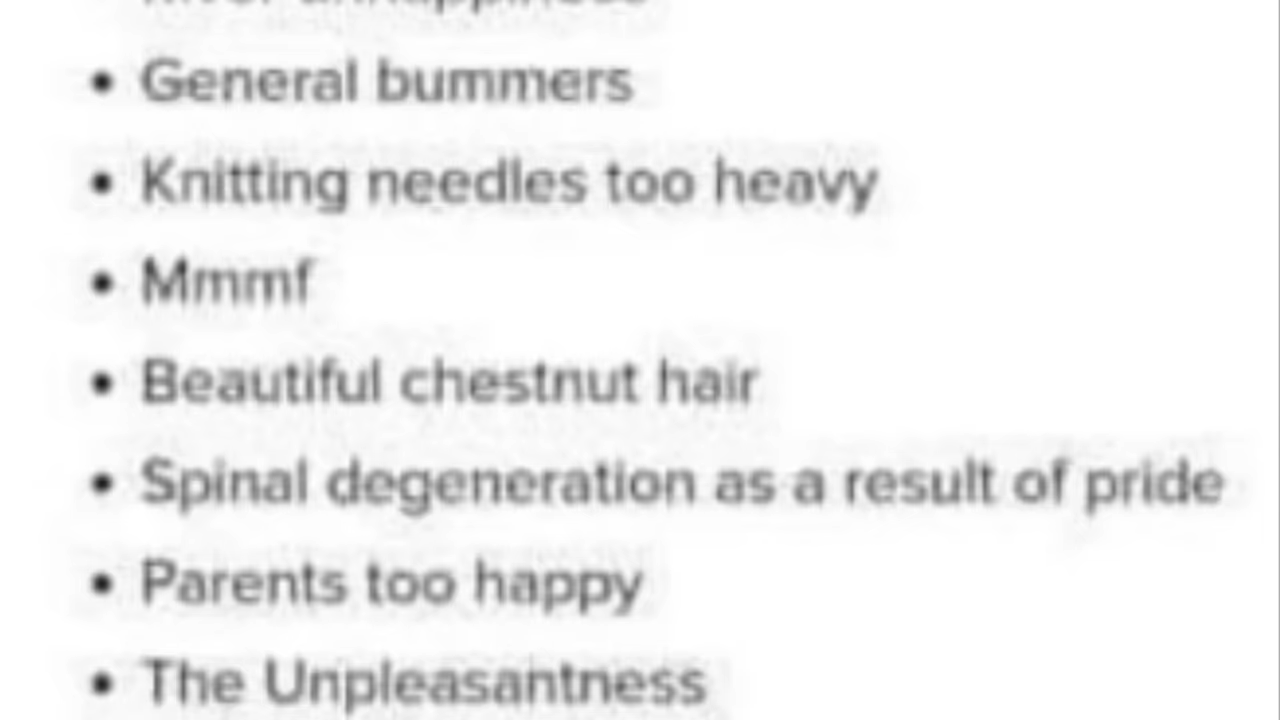 • General bummers
• Knitting needles too heavy
• Mmmf
• Beautiful chestnut hair
• Spinal degeneration as a result of pride
• Parents too happy
• The Unpleasantness